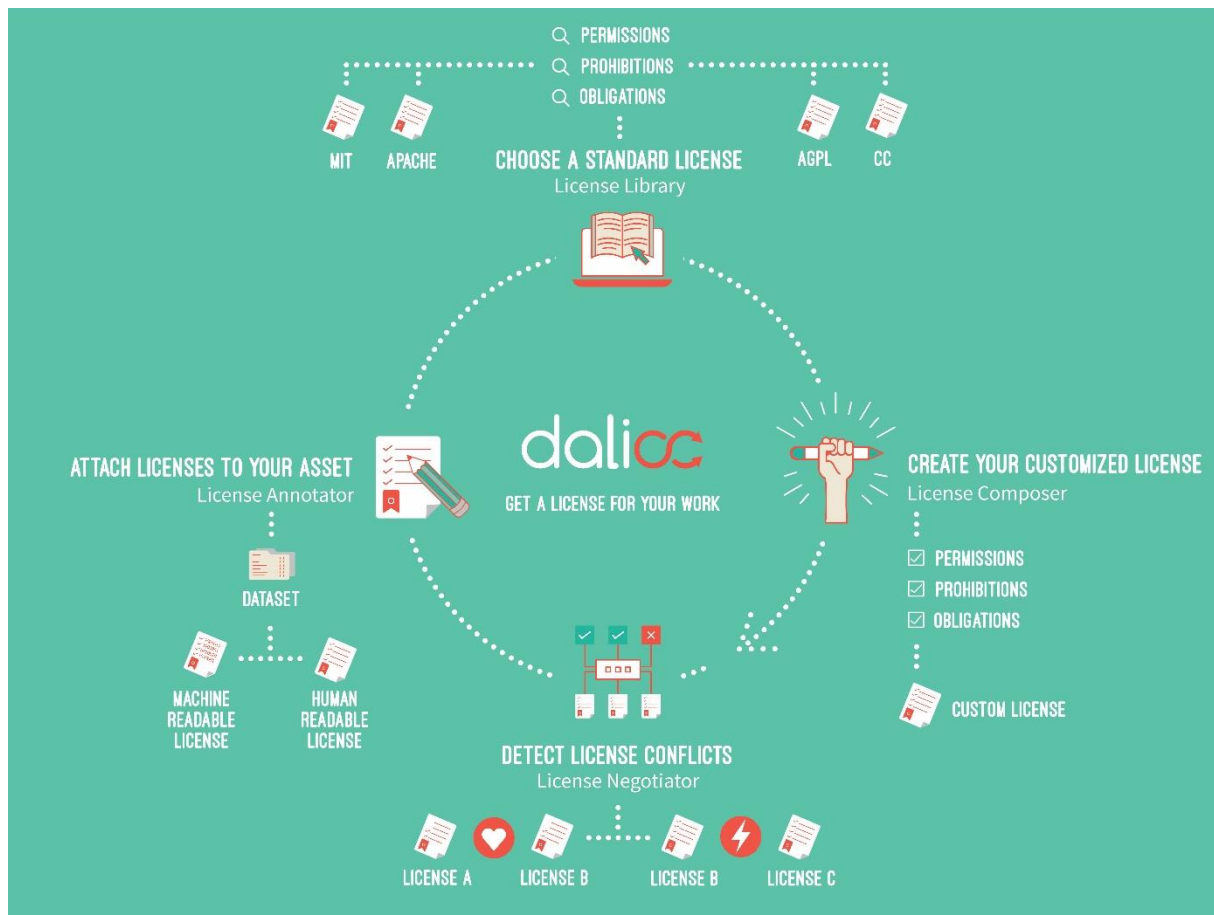 PERMISSIONS
PROHIBITIONS
OBLIGATIONS
MIT
APACHE
AGPL
CC
CHOOSE A STANDARD LICENSE
License Library
dalicc
GET A LICENSE FOR YOUR WORK
ATTACH LICENSES TO YOUR ASSET
License Annotator
DATASET
MACHINE
READABLE
LICENSE
HUMAN
READABLE
LICENSE
CREATE YOUR CUSTOMIZED LICENSE
License Composer
PERMISSIONS
PROHIBITIONS
OBLIGATIONS
CUSTOM LICENSE
DETECT LICENSE CONFLICTS
License Negotiator
LICENSE A
LICENSE B
LICENSE B
LICENSE C